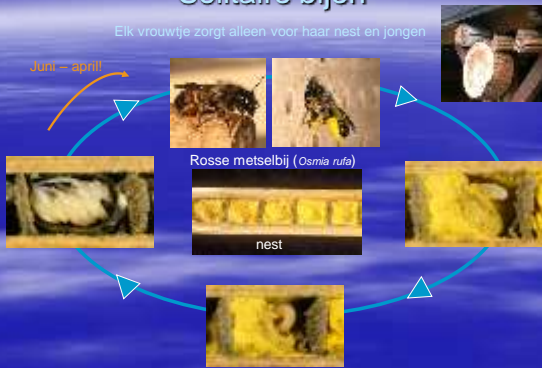 Solitaire bijen
Elk vrouwtje zorgt alleen voor haar nest en jongen
Juni – april!
Rosse metselbij (Osmia rufa)
nest